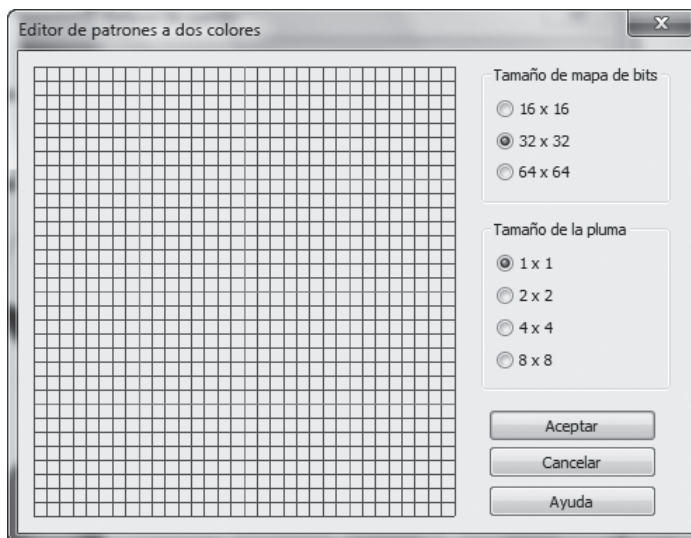 Editor de patrones a dos colores
Tamaño de mapa de bits
16 x 16
32 x 32
64 x 64
Tamaño de la pluma
1 x 1
2 x 2
4 x 4
8 x 8
Aceptar
Cancelar
Ayuda